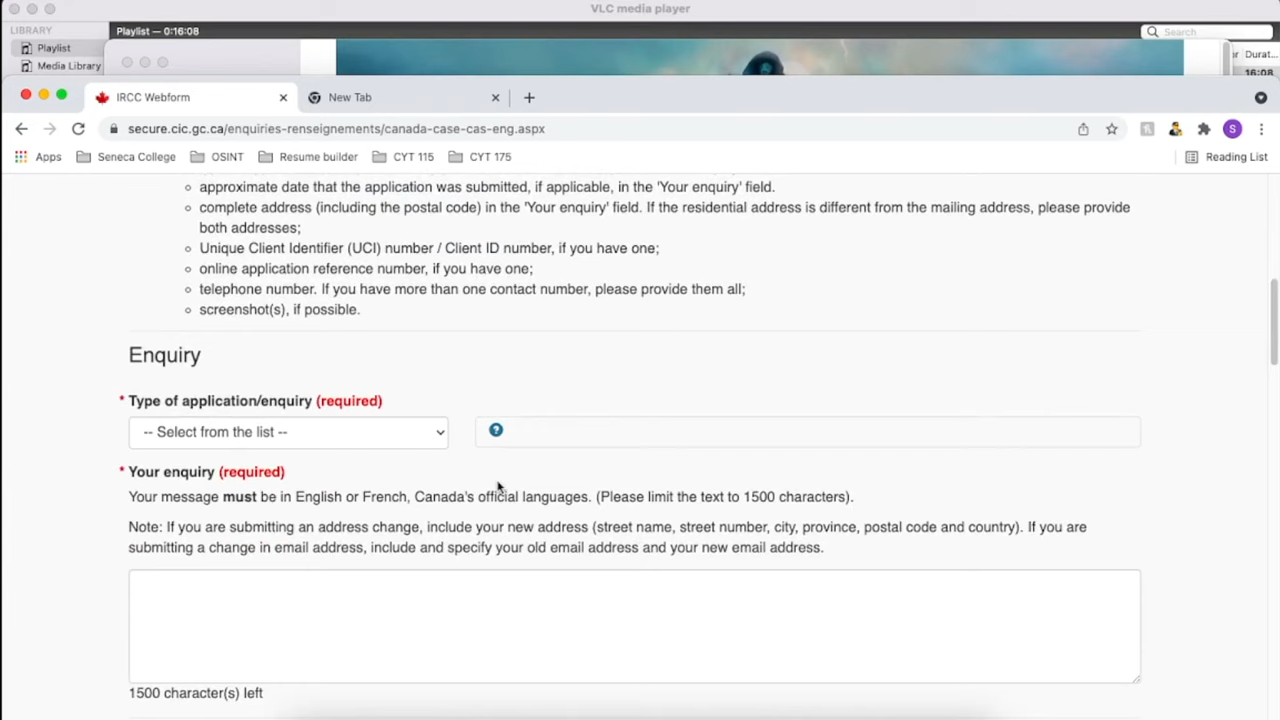 VLC media player
LIBRARY
Playlist — 0:16:08
Search
Playlist
Media Library
Durat...
16:08
IRCC Webform
New Tab
secure.cic.gc.ca/enquiries-renseignements/canada-case-cas-eng.aspx
S
Apps
Seneca College
OSINT
Resume builder
CYT 115
CYT 175
Reading List
approximate date that the application was submitted, if applicable, in the 'Your enquiry' field.
complete address (including the postal code) in the 'Your enquiry' field. If the residential address is different from the mailing address, please provide
both addresses;
Unique Client Identifier (UCI) number / Client ID number, if you have one;
online application reference number, if you have one;
telephone number. If you have more than one contact number, please provide them all;
screenshot(s), if possible.
Enquiry
* Type of application/enquiry (required)
-- Select from the list --
?
* Your enquiry (required)
Your message must be in English or French, Canada's official languages. (Please limit the text to 1500 characters).
Note: If you are submitting an address change, include your new address (street name, street number, city, province, postal code and country). If you are
submitting a change in email address, include and specify your old email address and your new email address.
1500 character(s) left